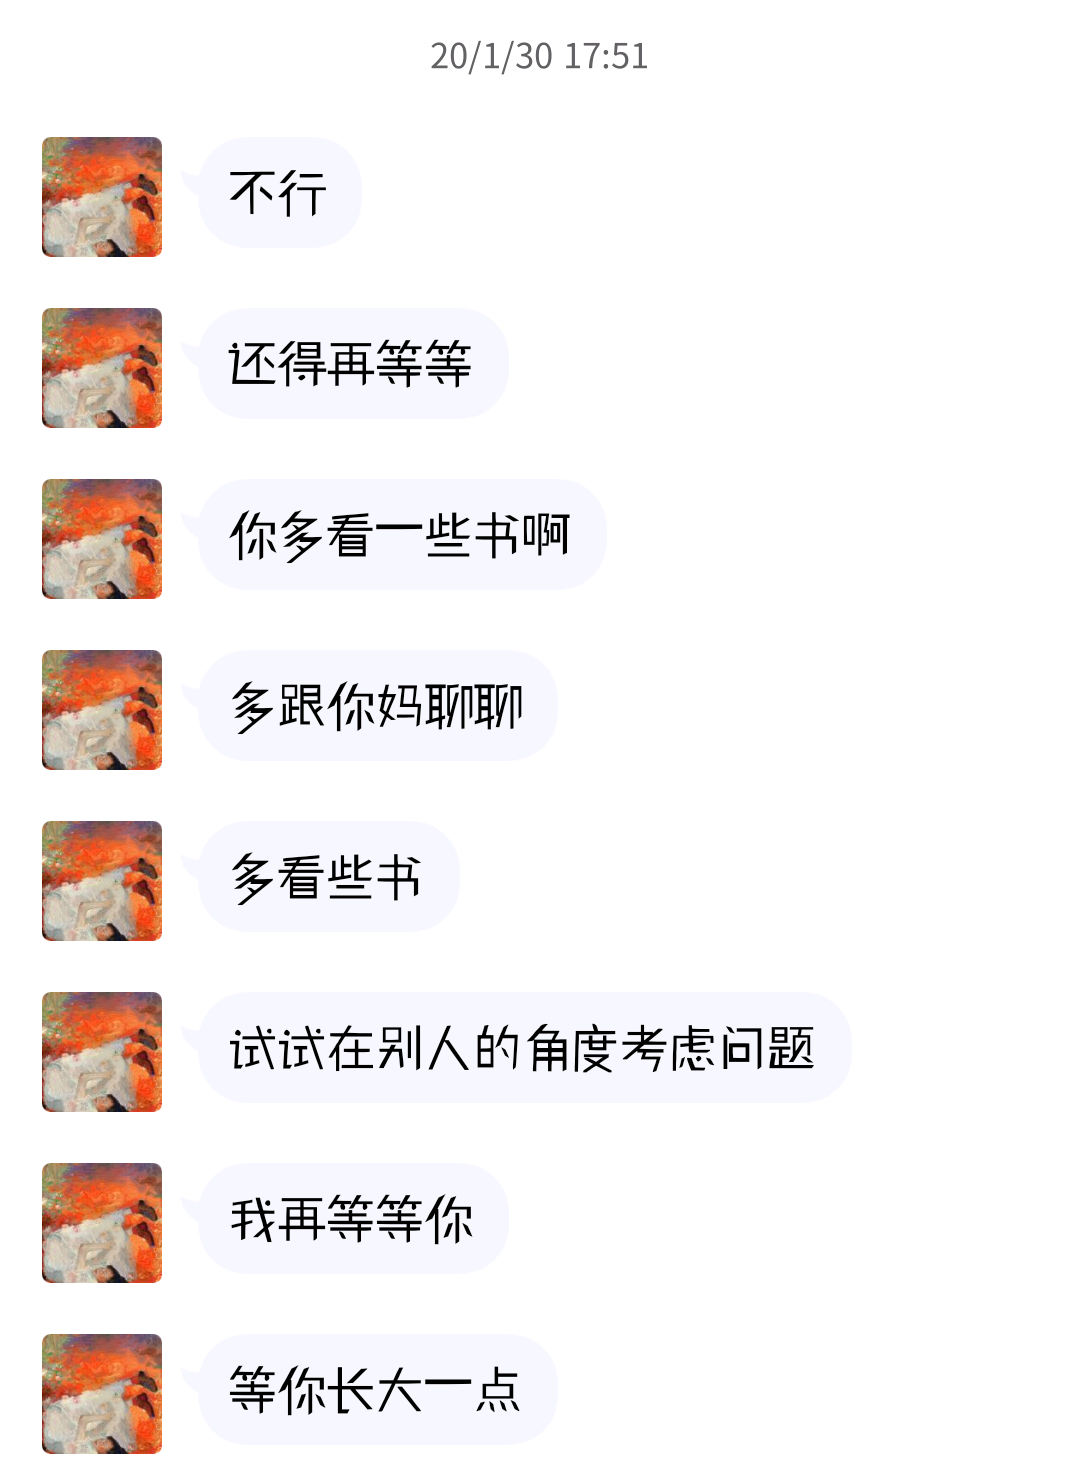 20/1/30 17:51
不行
还得再等等
你多看一些书啊
多跟你妈聊聊
多看些书
试试在别人的角度考虑问题
我再等等你
等你长大一点